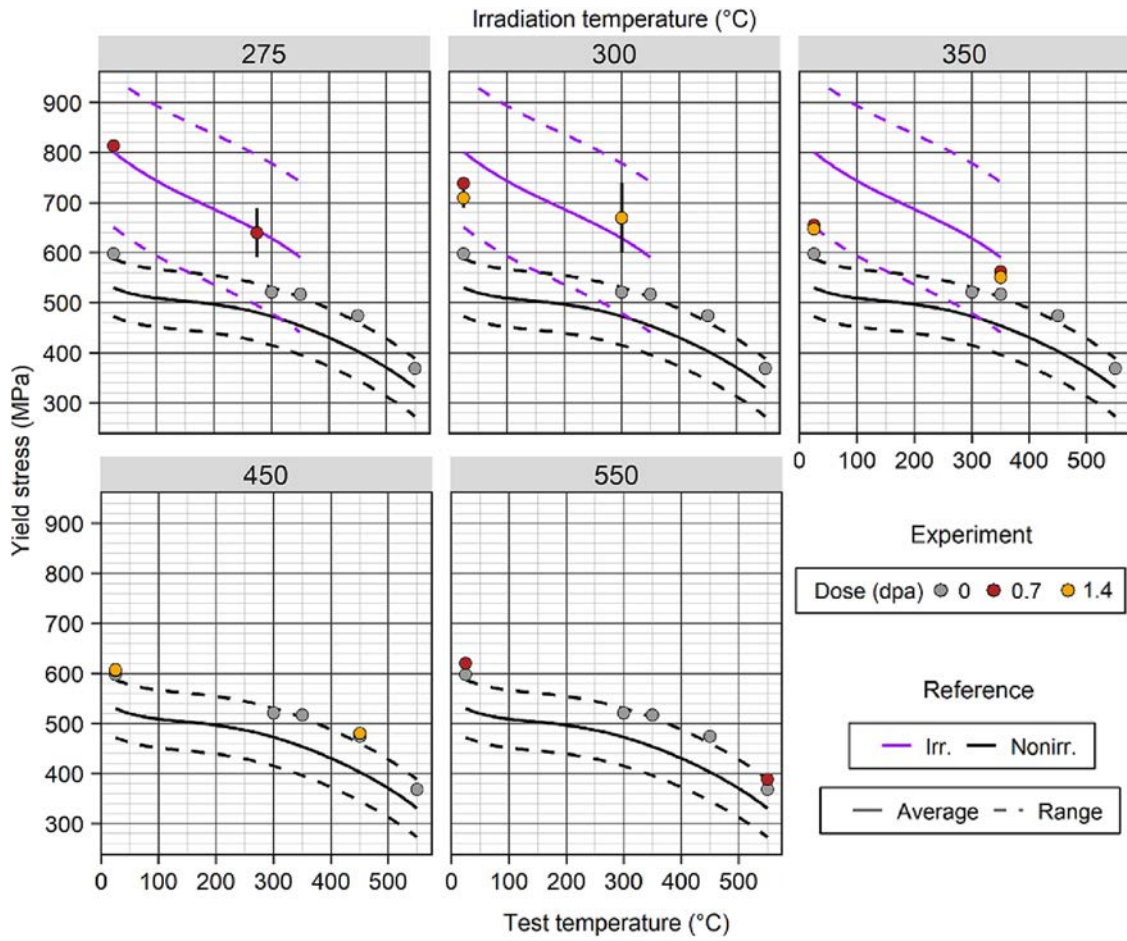 Irradiation temperature (°C)
275 300 350
900
800
700
600
500
400
300
0 100 200 300 400 500
450 550
900
800
700
600
500
400
300
0 100 200 300 400 500 0 100 200 300 400 500
Yield stress (MPa)
Test temperature (°C)
Experiment
Dose (dpa) 0 0.7 1.4
Reference
Irr. Nonirr.
Average Range